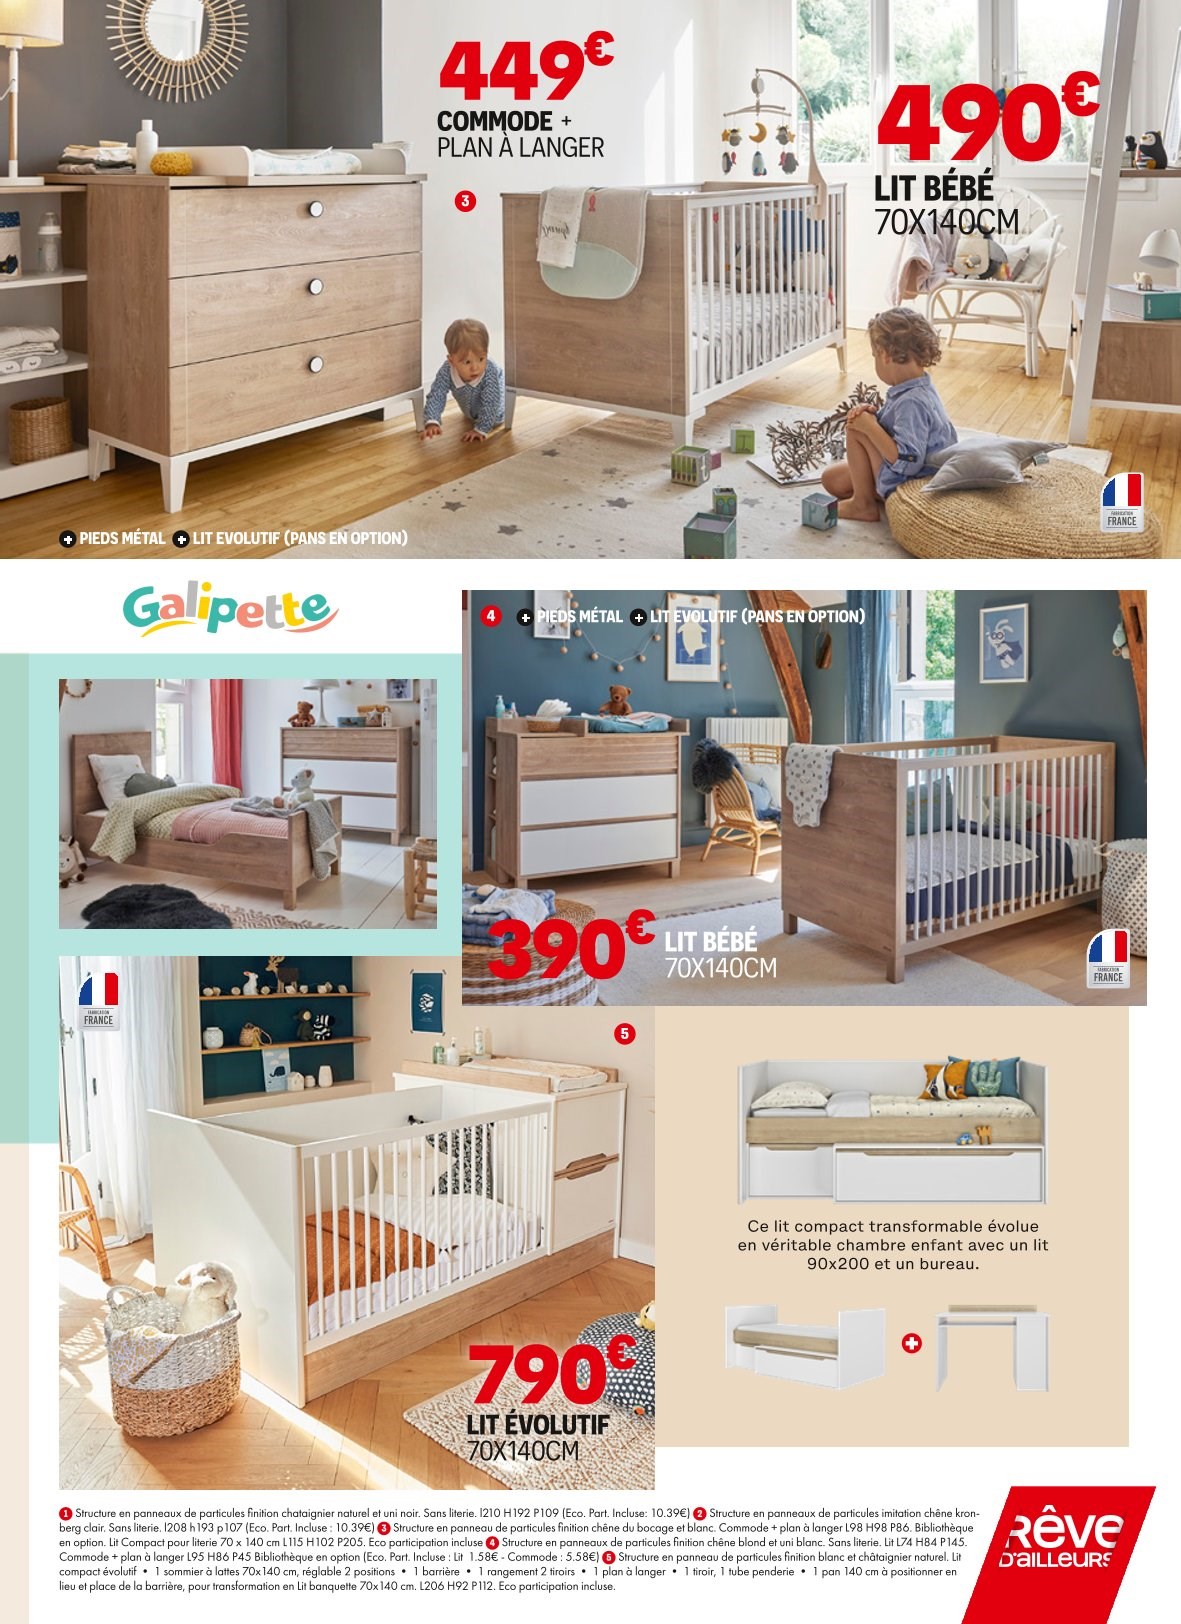 449€
COMMODE +
PLAN À LANGER
3
490€
LIT BÉBÉ
70X140CM
FABRICATION
FRANCE
+ PIEDS MÉTAL + LIT EVOLUTIF (PANS EN OPTION)
Galipette
4 + PIEDS MÉTAL + LIT EVOLUTIF (PANS EN OPTION)
390€
LIT BÉBÉ
70X140CM
FABRICATION
FRANCE
FABRICATION
FRANCE
5
790€
LIT ÉVOLUTIF
70X140CM
Ce lit compact transformable évolue
en véritable chambre enfant avec un lit
90x200 et un bureau.
+
1 Structure en panneaux de particules finition chataignier naturel et uni noir. Sans literie. l210 H192 P109 (Eco. Part. Incluse: 10.39€) 2 Structure en panneaux de particules imitation chêne kron-
berg clair. Sans literie. l208 h193 p107 (Eco. Part. Incluse : 10.39€) 3 Structure en panneau de particules finition chêne du bocage et blanc. Commode + plan à langer L98 H98 P86. Bibliothèque
en option. Lit Compact pour literie 70 x 140 cm L115 H102 P205. Eco participation incluse 4 Structure en panneaux de particules finition chêne blond et uni blanc. Sans literie. Lit L74 H84 P145.
Commode + plan à langer L95 H86 P45 Bibliothèque en option (Eco. Part. Incluse : Lit 1.58€ - Commode : 5.58€) 5 Structure en panneau de particules finition blanc et châtaignier naturel. Lit
compact évolutif • 1 sommier à lattes 70x140 cm, réglable 2 positions • 1 barrière • 1 rangement 2 tiroirs • 1 plan à langer • 1 tiroir, 1 tube penderie • 1 pan 140 cm à positionner en
lieu et place de la barrière, pour transformation en Lit banquette 70x140 cm. L206 H92 P112. Eco participation incluse.
RêVe
D'aiLLeurs